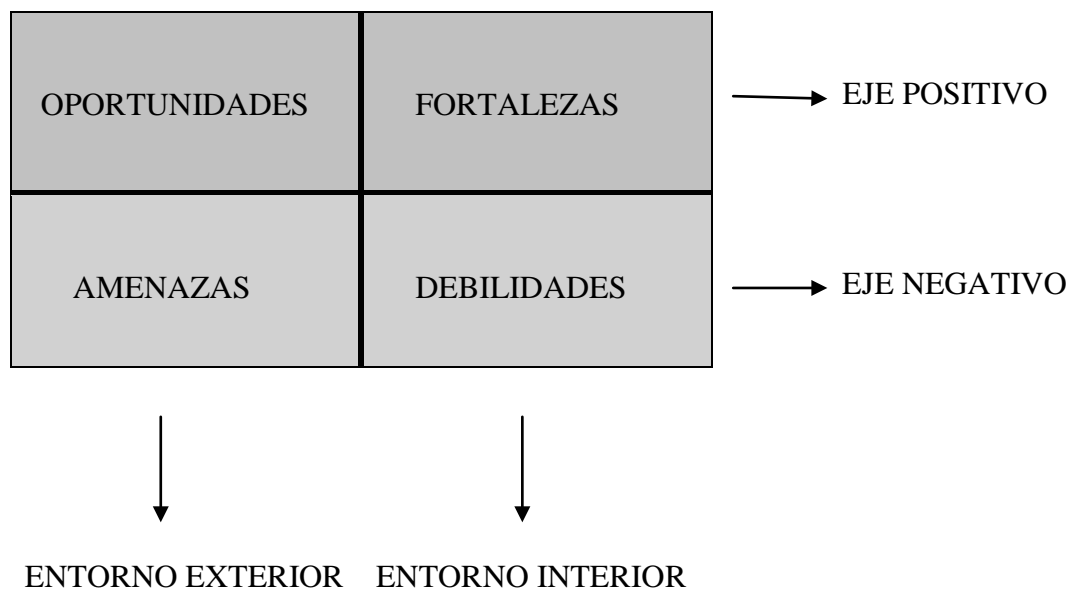 OPORTUNIDADES
FORTALEZAS
EJE POSITIVO
AMENAZAS
DEBILIDADES
EJE NEGATIVO
ENTORNO EXTERIOR
ENTORNO INTERIOR